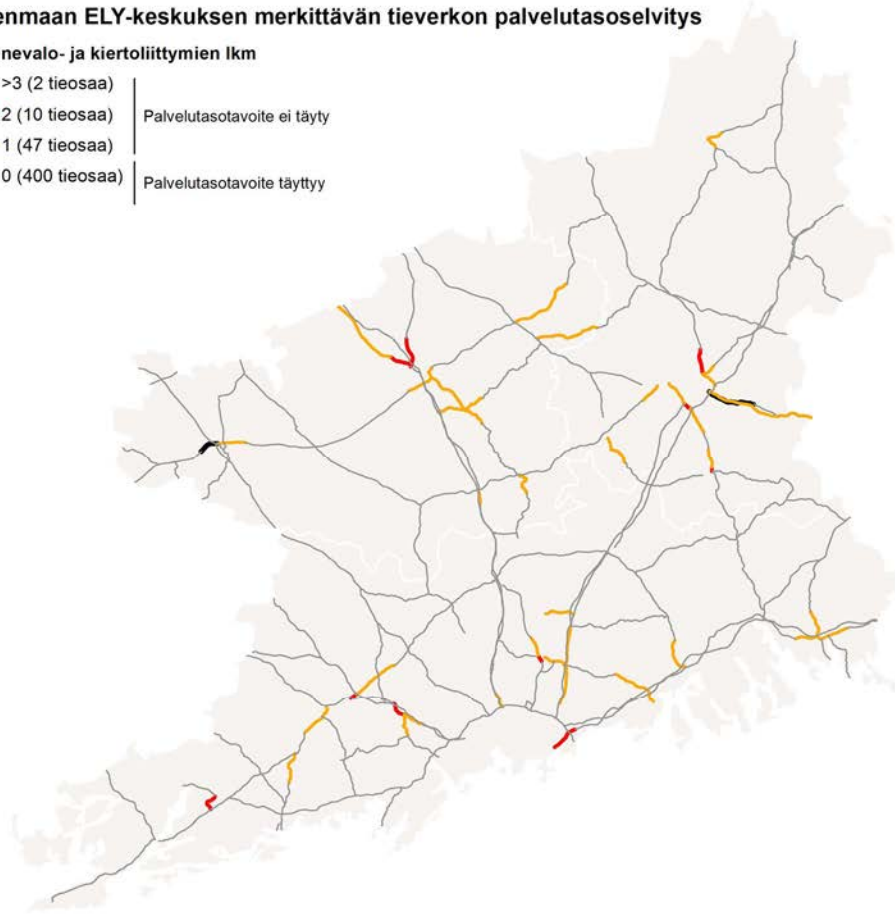 enmaan ELY-keskuksen merkittävän tieverkon palvelutasoselvitys
nevalo- ja kiertoliittymien lkm
>3 (2 tieosaa)
2 (10 tieosaa)
Palvelutasotavoite ei täyty
1 (47 tieosaa)
0 (400 tieosaa)
Palvelutasotavoite täyttyy